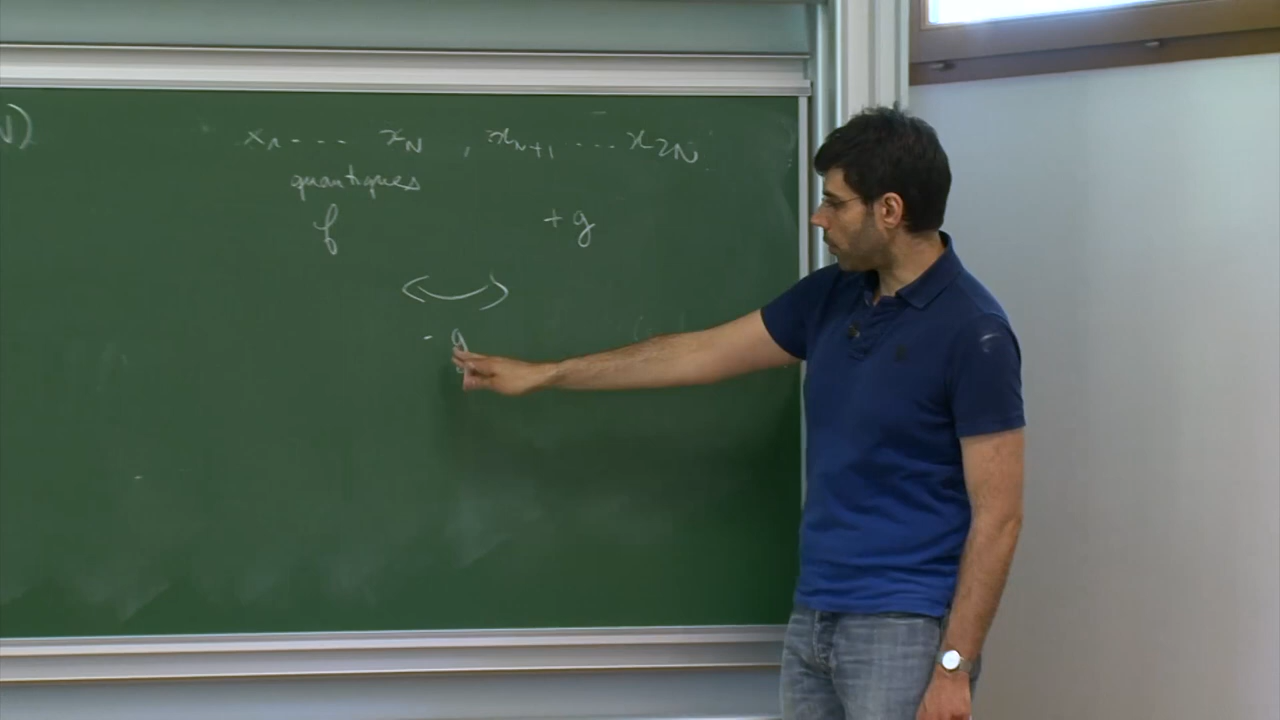 N)
x₁ ... x_N , x_{N+1} ... x_{2N}
quantiques
f + g
- g